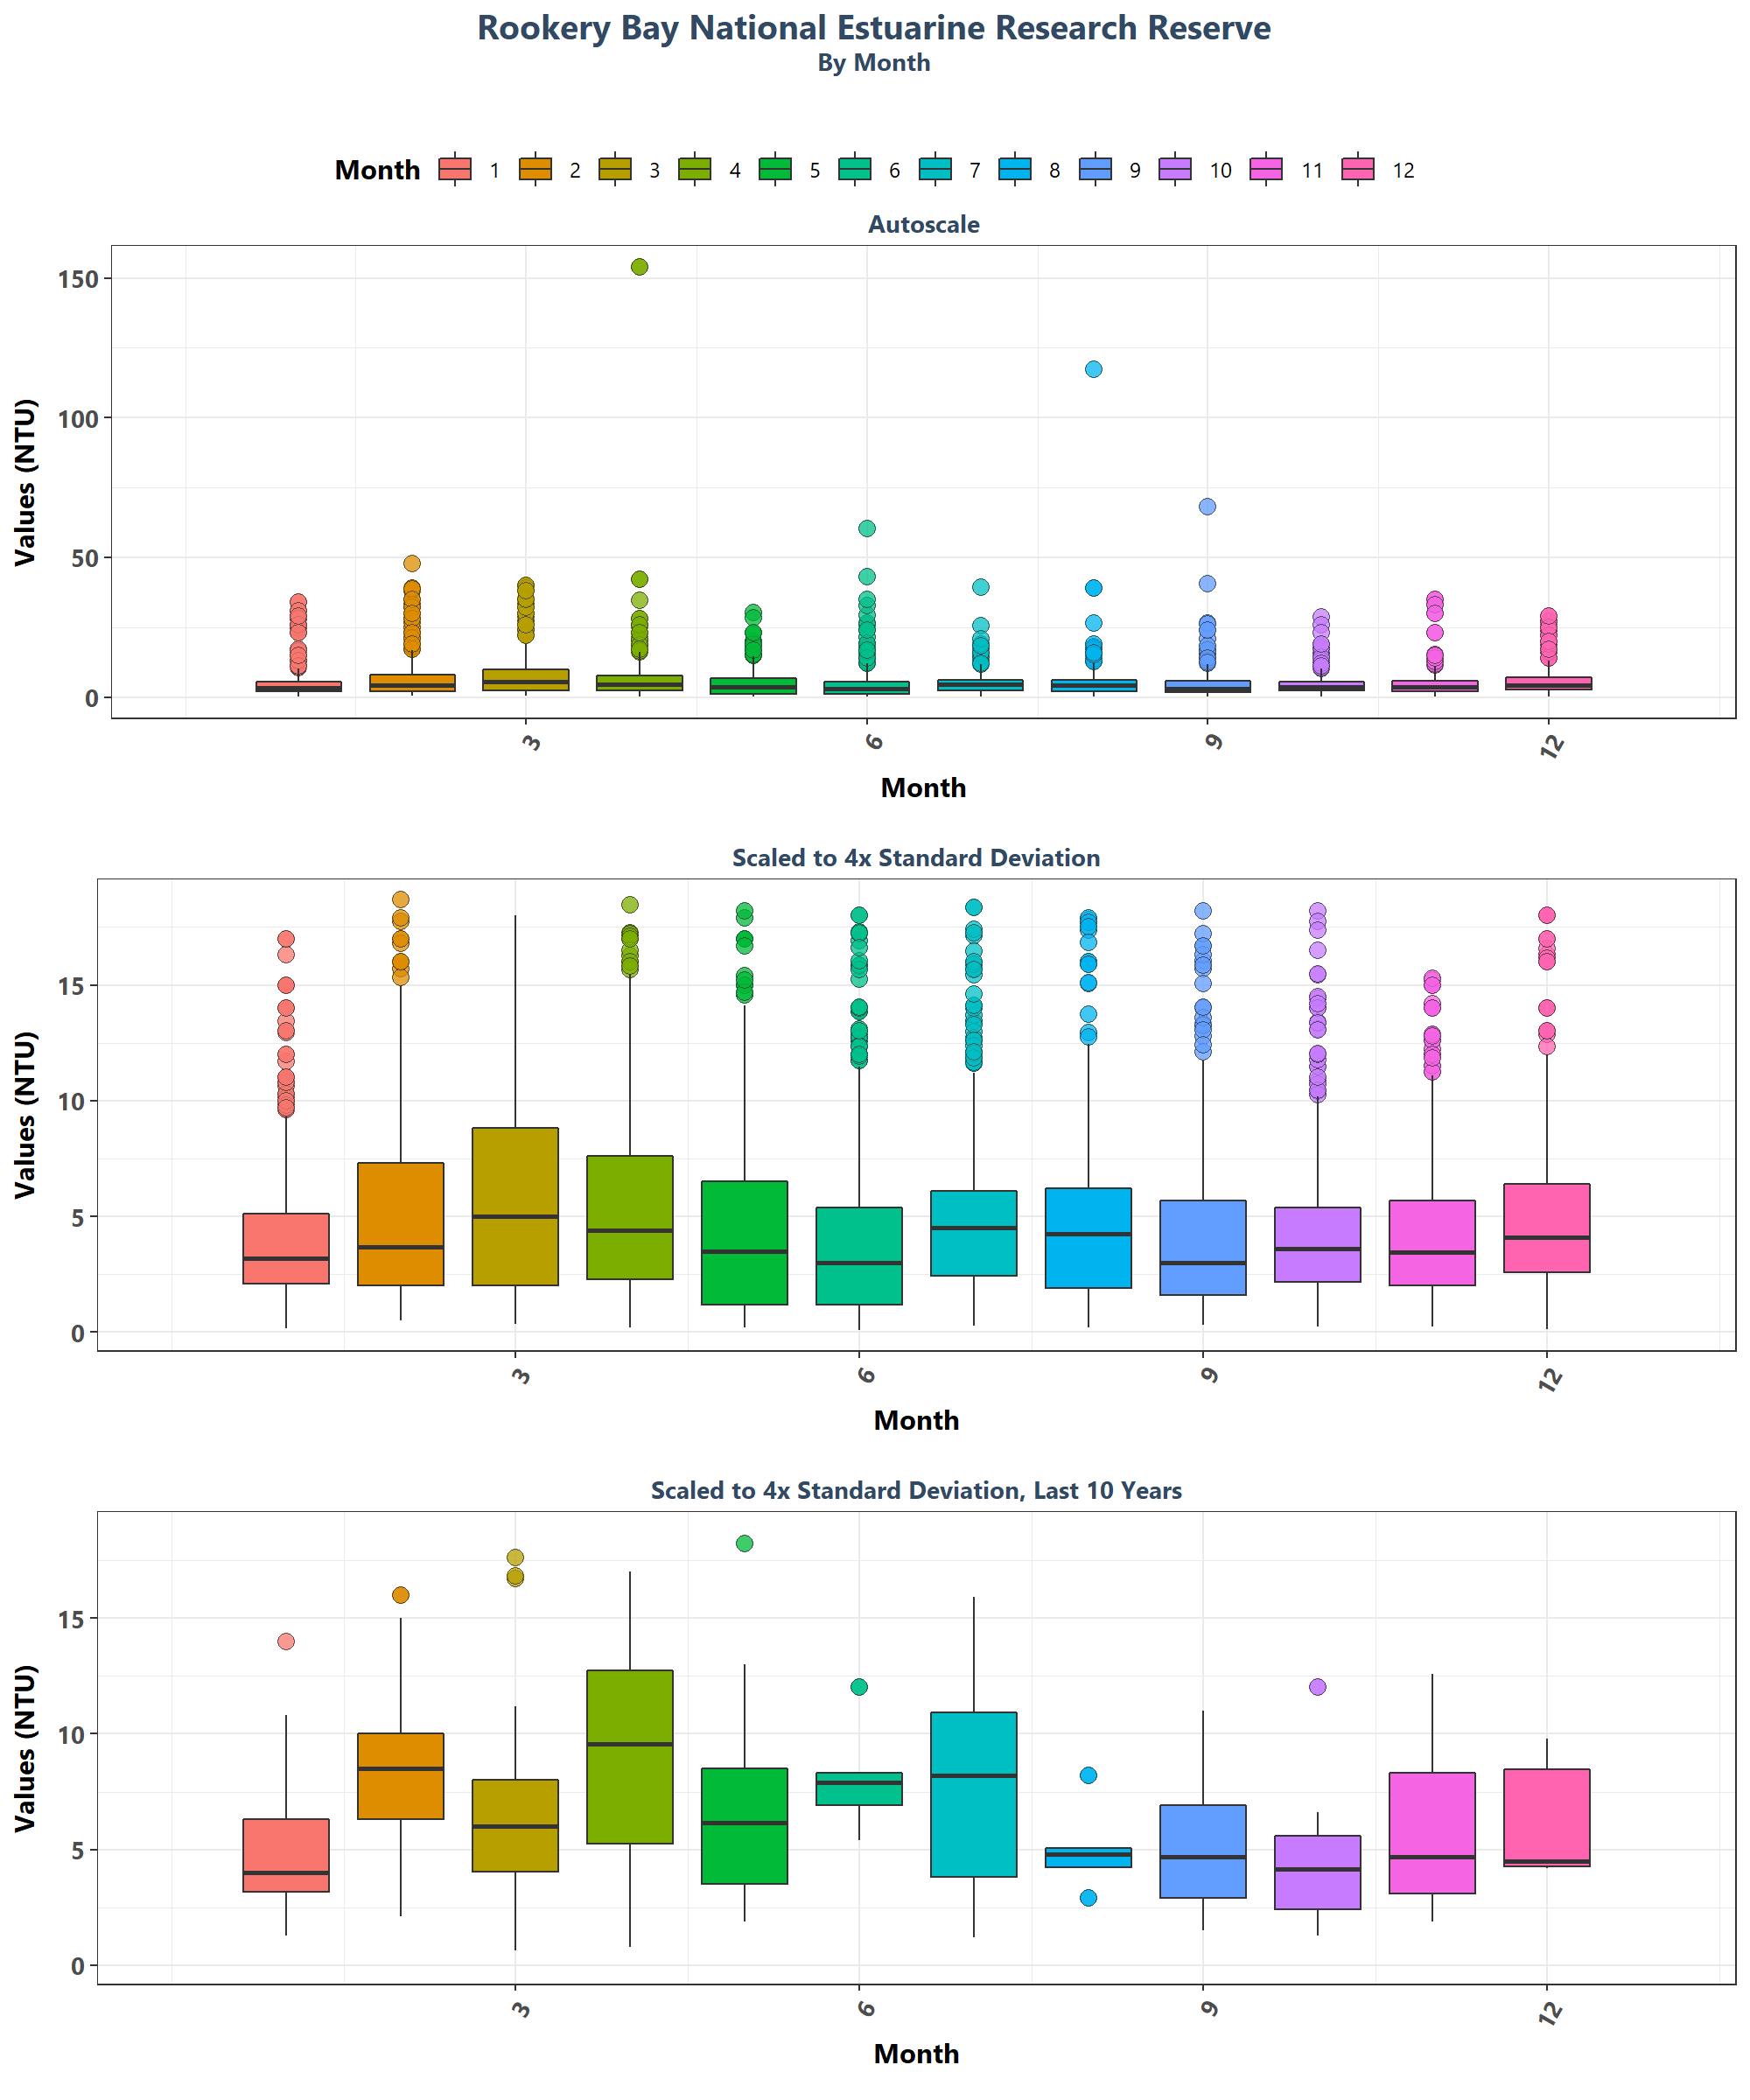 Rookery Bay National Estuarine Research Reserve
By Month
Month 1 2 3 4 5 6 7 8 9 10 11 12
Autoscale
Values (NTU)
150
100
50
0
3 6 9 12
Month
Scaled to 4x Standard Deviation
Values (NTU)
15
10
5
0
3 6 9 12
Month
Scaled to 4x Standard Deviation, Last 10 Years
Values (NTU)
15
10
5
0
3 6 9 12
Month